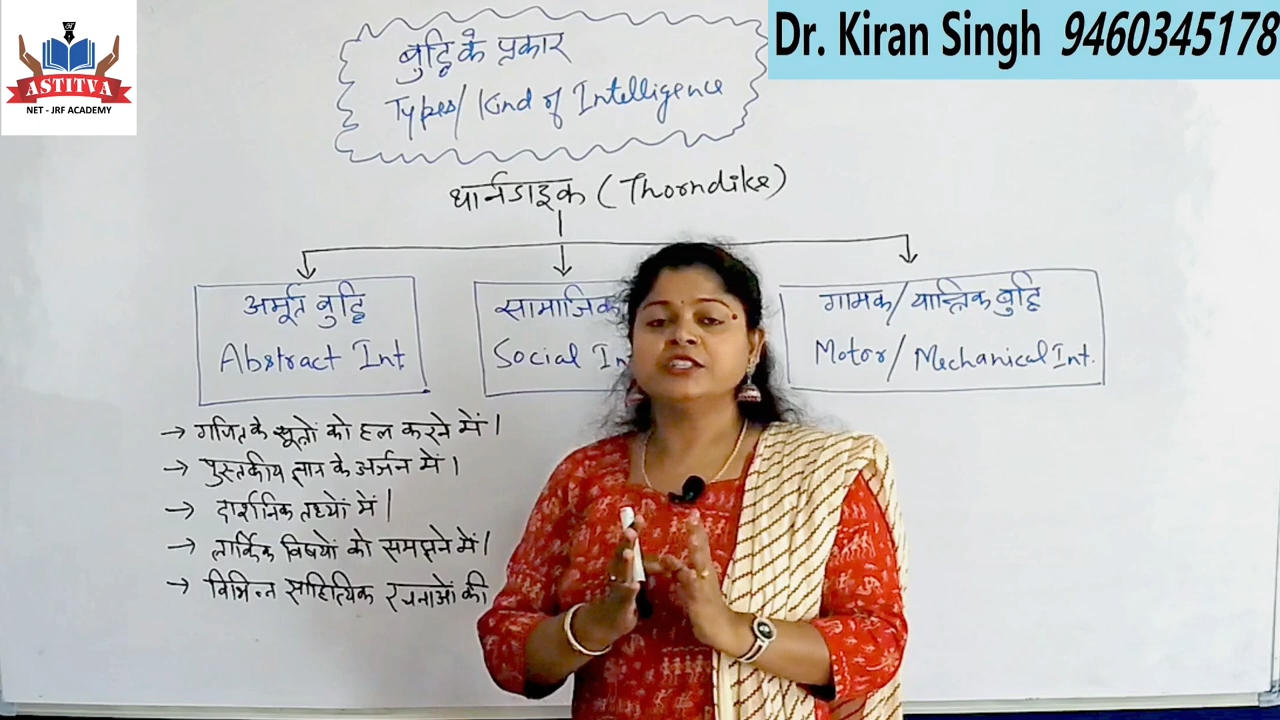 ASTITVA
NET - JRF ACADEMY
Dr. Kiran Singh 9460345178
बुद्धि के प्रकार
Types/ Kind of Intelligence
थार्नडाइक (Thorndike)
अमूर्त बुद्धि
Abstract Int.
सामाजिक
Social In
गामक/यान्त्रिक बुद्धि
Motor/ Mechanical Int.
→ गणित के सूत्रों को हल करने में।
→ पुस्तकीय ज्ञान के अर्जन में।
→ दार्शनिक तथ्यों में।
→ तार्किक विषयों को समझने में।
→ विभिन्न साहित्यिक रचनाओं की